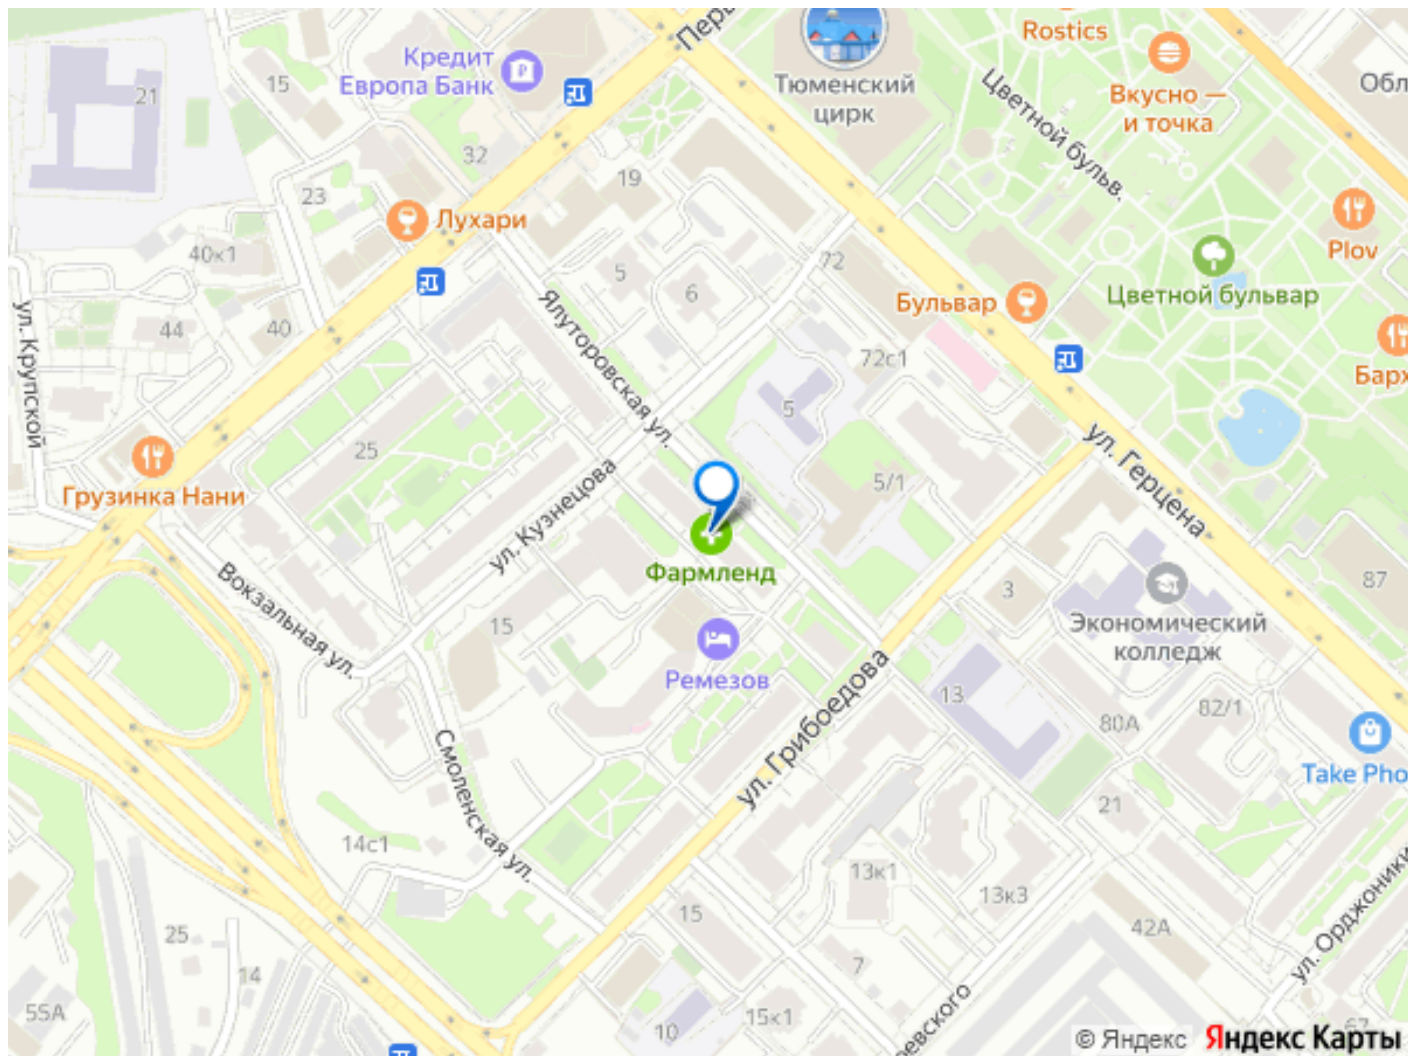 Перв
Rostics
Кредит
Европа Банк
Тюменский
цирк
Цветной бульв.
Вкусно —
и точка
Обл
21
15
32
19
23
Лухари
Plov
40к1
5
6
72
Бульвар
Цветной бульвар
ул. Крупской
44
40
Ялуторовская ул.
72с1
Барх
5
25
ул. Герцена
Грузинка Нани
ул. Кузнецова
5/1
Фармленд
87
Вокзальная ул.
3
Экономический
колледж
15
Ремезов
13
82/1
80А
ул. Грибоедова
Смоленская ул.
Take Pho
21
14с1
13к1
13к3
ул. Орджоники
15
42А
25
14
7
55А
10
15к1
евского
67
© Яндекс Яндекс Карты